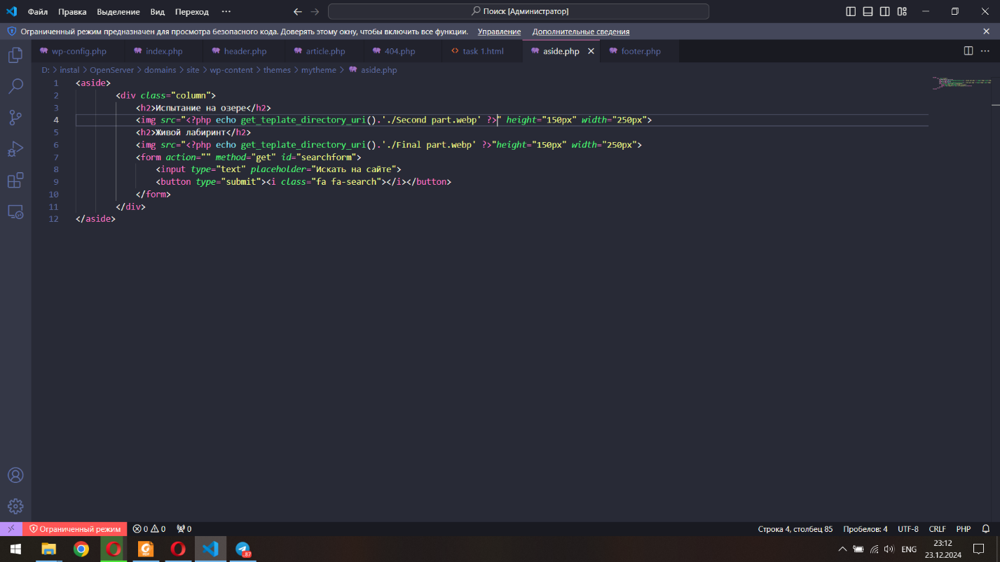 Файл Правка Выделение Вид Переход ··· Поиск [Администратор]
Ограниченный режим предназначен для просмотра безопасного кода. Доверять этому окну, чтобы включить все функции. Управление Дополнительные сведения
wp-config.php index.php header.php article.php 404.php task 1.html aside.php footer.php
D: > instal > OpenServer > domains > site > wp-content > themes > mytheme > aside.php
1 <aside>
2 <div class="column">
3 <h2>Испытание на озере</h2>
4 <img src="<?php echo get_teplate_directory_uri().'./Second part.webp' ?>" height="150px" width="250px">
5 <h2>Живой лабиринт</h2>
6 <img src="<?php echo get_teplate_directory_uri().'./Final part.webp' ?>"height="150px" width="250px">
7 <form action="" method="get" id="searchform">
8 <input type="text" placeholder="Искать на сайте">
9 <button type="submit"><i class="fa fa-search"></i></button>
10 </form>
11 </div>
12 </aside>
Ограниченный режим 0 0 0 Строка 4, столбец 85 Пробелов: 4 UTF-8 CRLF PHP
87 ENG 23:12
23.12.2024